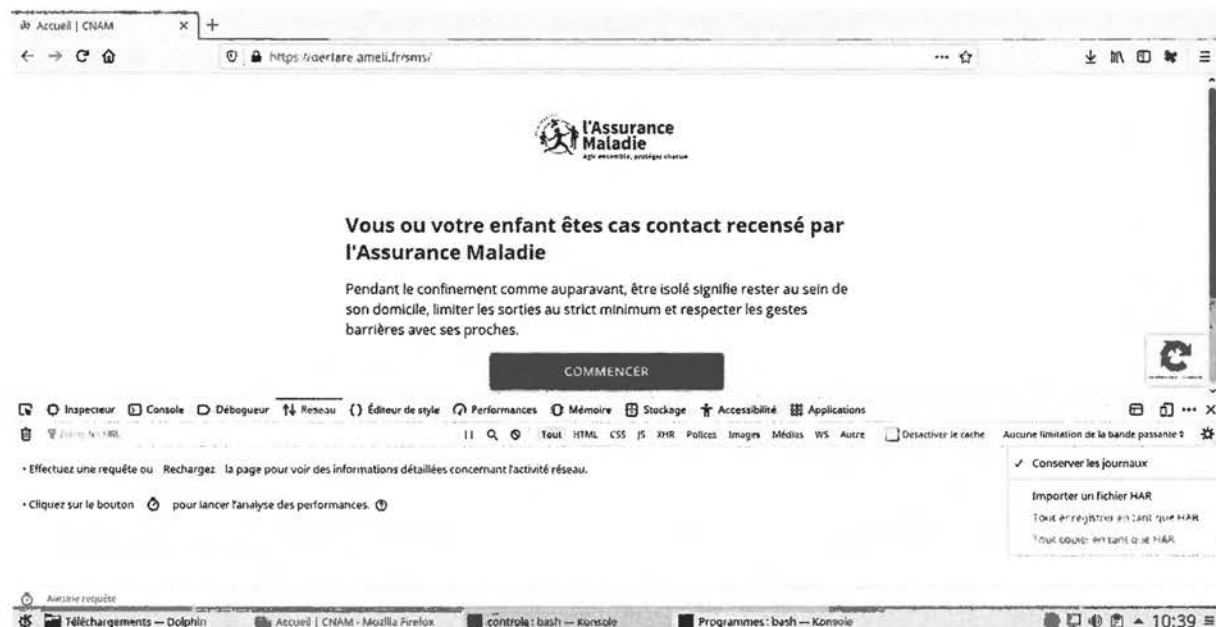 Accueil | CNAM
https://declare.ameli.fr/sms/
l'Assurance
Maladie
Agir ensemble, protéger chacun
Vous ou votre enfant êtes cas contact recensé par
l'Assurance Maladie
Pendant le confinement comme auparavant, être isolé signifie rester au sein de
son domicile, limiter les sorties au strict minimum et respecter les gestes
barrières avec ses proches.
COMMENCER
Inspecteur Console Débogueur Réseau {} Éditeur de style Performances Mémoire Stockage Accessibilité Applications
Tout HTML CSS JS XHR Polices Images Médias WS Autre Désactiver le cache Aucune limitation de la bande passante
• Effectuez une requête ou Rechargez la page pour voir des informations détaillées concernant l'activité réseau.
✓ Conserver les journaux
Importer un fichier HAR
• Cliquez sur le bouton pour lancer l'analyse des performances.
Tout enregistrer en tant que HAR
Tout copier en tant que HAR
Aucune requête
Téléchargements — Dolphin Accueil | CNAM - Mozilla Firefox controle : bash — Konsole Programmes : bash — Konsole 10:39